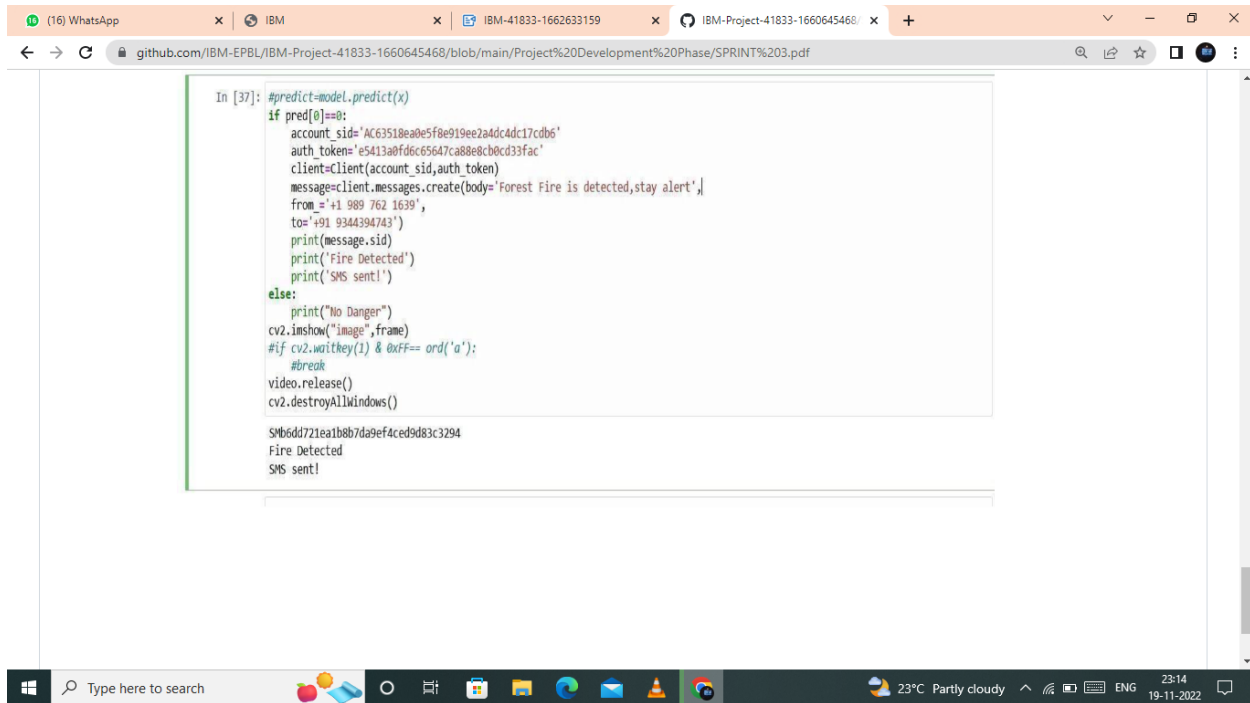 (16) WhatsApp
IBM
IBM-41833-1662633159
IBM-Project-41833-1660645468/
github.com/IBM-EPBL/IBM-Project-41833-1660645468/blob/main/Project%20Development%20Phase/SPRINT%203.pdf
In [37]: #predict=model.predict(x)
if pred[0]==0:
account_sid='AC63518ea0e5f8e919ee2a4dc4dc17cdb6'
auth_token='e5413a0fd6c65647ca88e8cb0cd33fac'
client=Client(account_sid,auth_token)
message=client.messages.create(body='Forest Fire is detected,stay alert',
from_='+1 989 762 1639',
to='+91 9344394743')
print(message.sid)
print('Fire Detected')
print('SMS sent!')
else:
print("No Danger")
cv2.imshow("image",frame)
#if cv2.waitkey(1) & 0xFF== ord('a'):
#break
video.release()
cv2.destroyAllWindows()
SMb6dd721ea1b8b7da9ef4ced9d83c3294
Fire Detected
SMS sent!
Type here to search
23°C Partly cloudy
ENG
23:14
19-11-2022